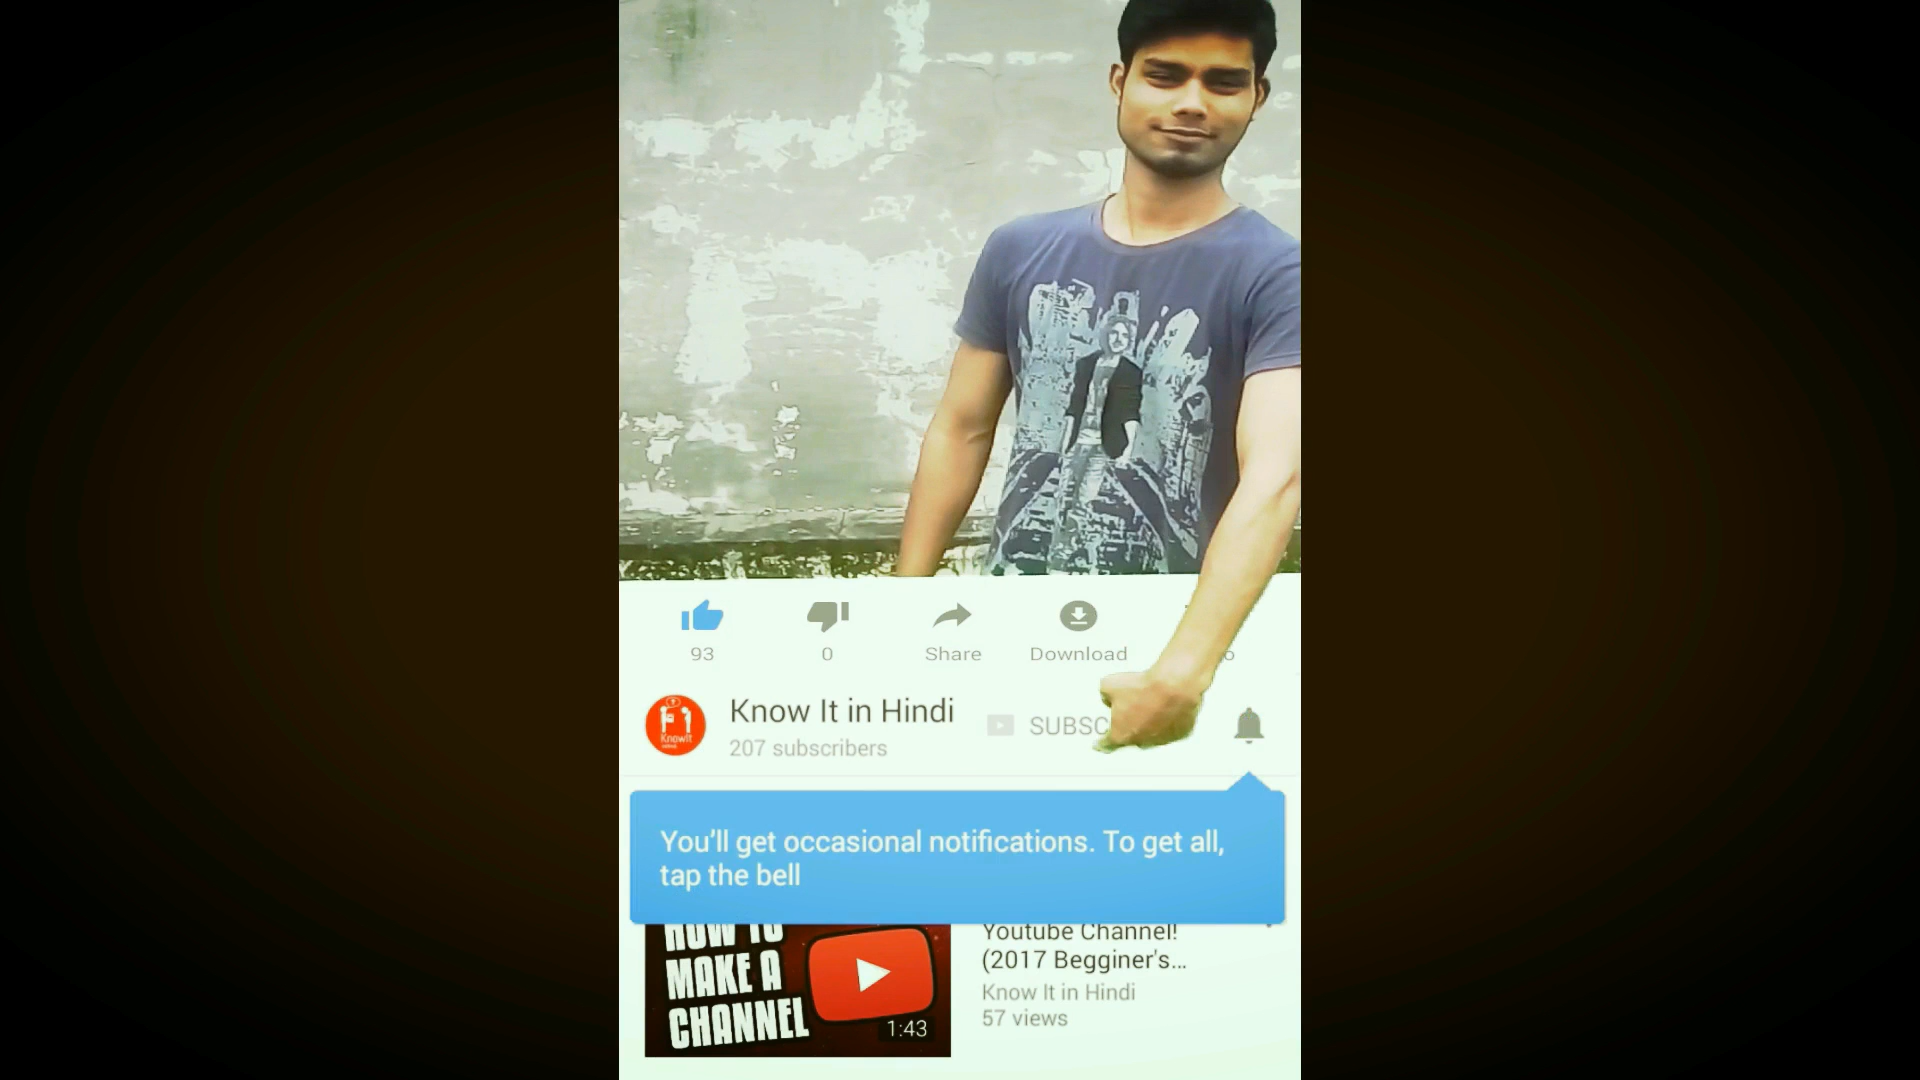 93
0
Share
Download
Know It in Hindi
207 subscribers
SUBSC
KnowIt
You'll get occasional notifications. To get all,
tap the bell
HOW TO
MAKE A
CHANNEL
1:43
Youtube Channel!
(2017 Begginer's...
Know It in Hindi
57 views